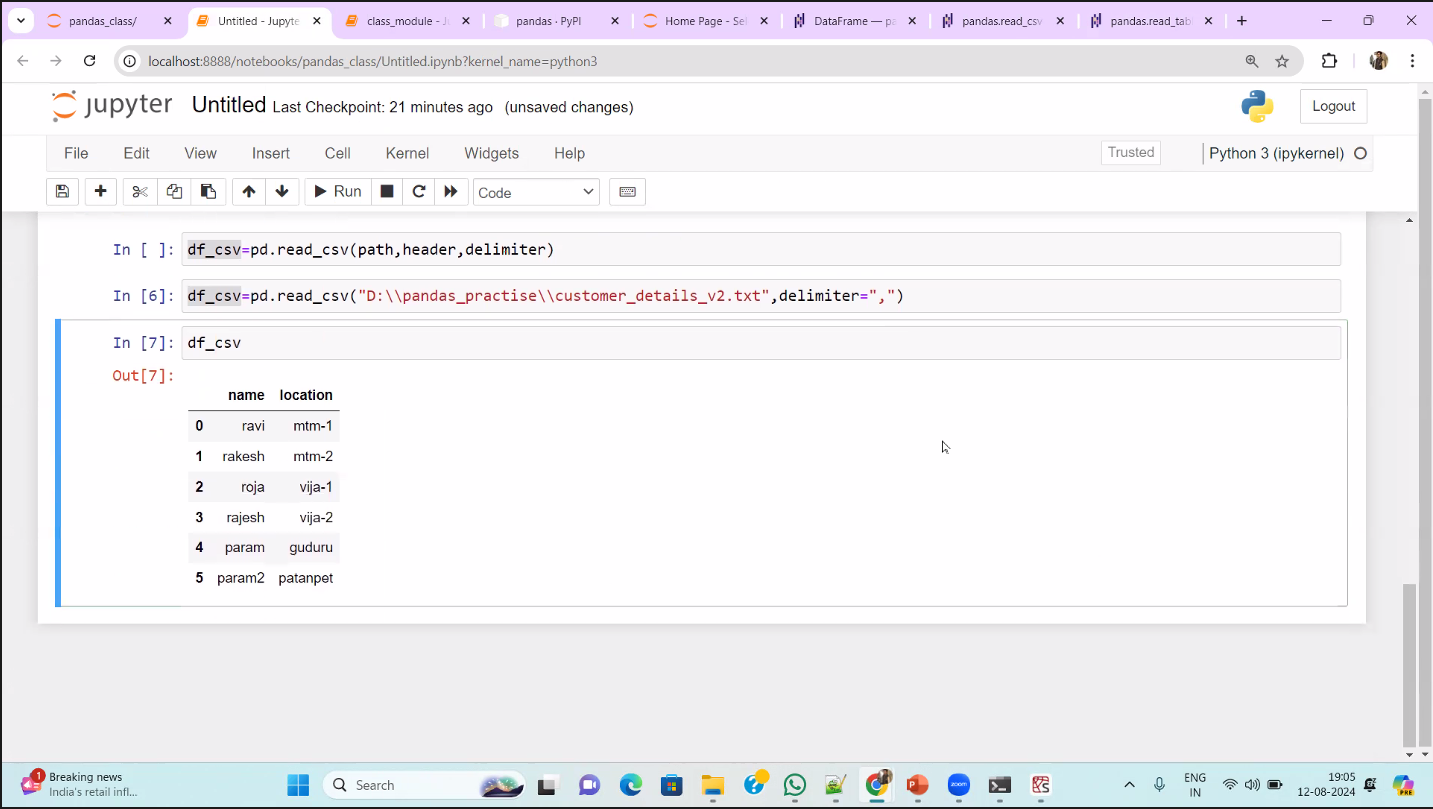 pandas_class/ Untitled - Jupyte class_module - Ju pandas · PyPI Home Page - Sel DataFrame — pa pandas.read_csv pandas.read_tabl
localhost:8888/notebooks/pandas_class/Untitled.ipynb?kernel_name=python3
jupyter Untitled Last Checkpoint: 21 minutes ago (unsaved changes) Logout
File Edit View Insert Cell Kernel Widgets Help Trusted Python 3 (ipykernel)
Run Code
In [ ]: df_csv=pd.read_csv(path,header,delimiter)
In [6]: df_csv=pd.read_csv("D:\\pandas_practise\\customer_details_v2.txt",delimiter=",")
In [7]: df_csv
Out[7]:
name location
0 ravi mtm-1
1 rakesh mtm-2
2 roja vija-1
3 rajesh vija-2
4 param guduru
5 param2 patanpet
1 Breaking news
India's retail infl...
Search
zoom
PRE
ENG
IN
19:05
12-08-2024